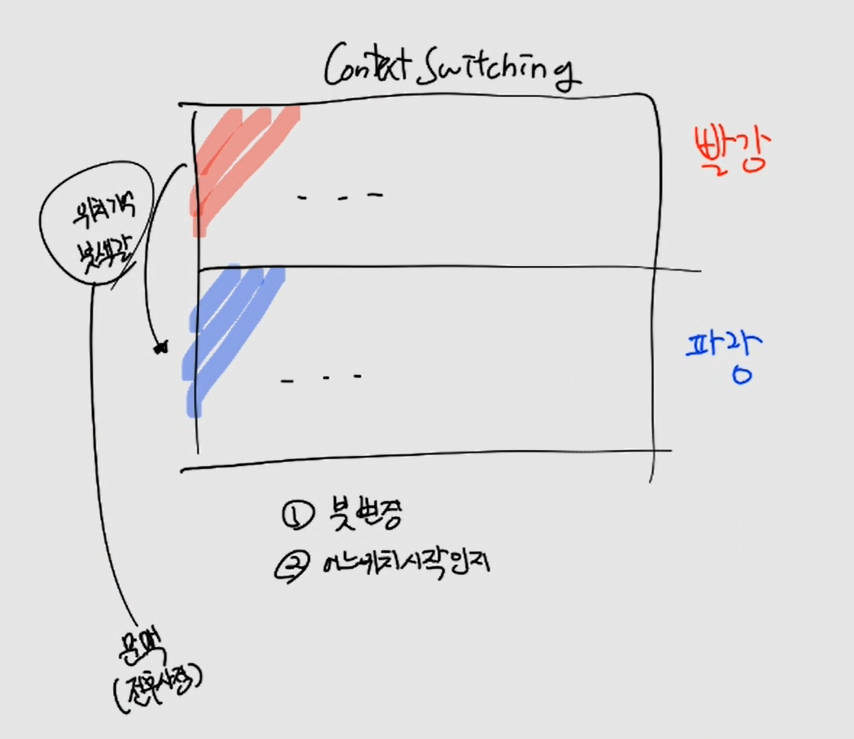 Context Switching
빨강
위치기억
붓색깔
파랑
① 붓변경
② 어느위치시작인지
문맥
(전후사정)